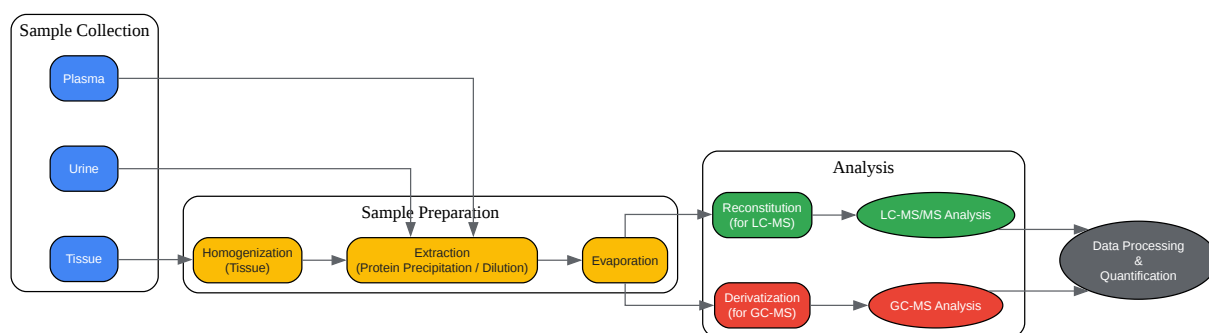 Sample Collection
Plasma
Urine
Tissue
Sample Preparation
Homogenization
(Tissue)
Extraction
(Protein Precipitation / Dilution)
Evaporation
Analysis
Reconstitution
(for LC-MS)
LC-MS/MS Analysis
Derivatization
(for GC-MS)
GC-MS Analysis
Data Processing
&
Quantification